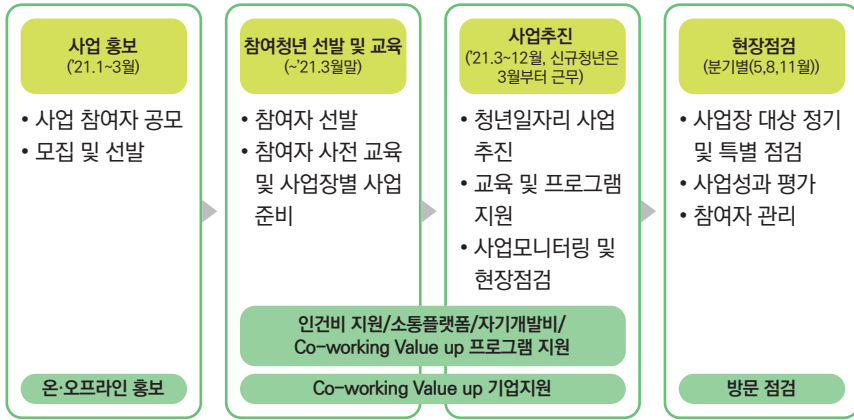 사업 홍보
('21.1~3월)
• 사업 참여자 공모
• 모집 및 선발
온·오프라인 홍보
참여청년 선발 및 교육
(~'21.3월말)
• 참여자 선발
• 참여자 사전 교육
및 사업장별 사업
준비
사업추진
('21.3~12월, 신규청년은
3월부터 근무)
• 청년일자리 사업
추진
• 교육 및 프로그램
지원
• 사업모니터링 및
현장점검
인건비 지원/소통플랫폼/자기개발비/
Co-working Value up 프로그램 지원
Co-working Value up 기업지원
현장점검
(분기별(5,8,11월))
• 사업장 대상 정기
및 특별 점검
• 사업성과 평가
• 참여자 관리
방문 점검